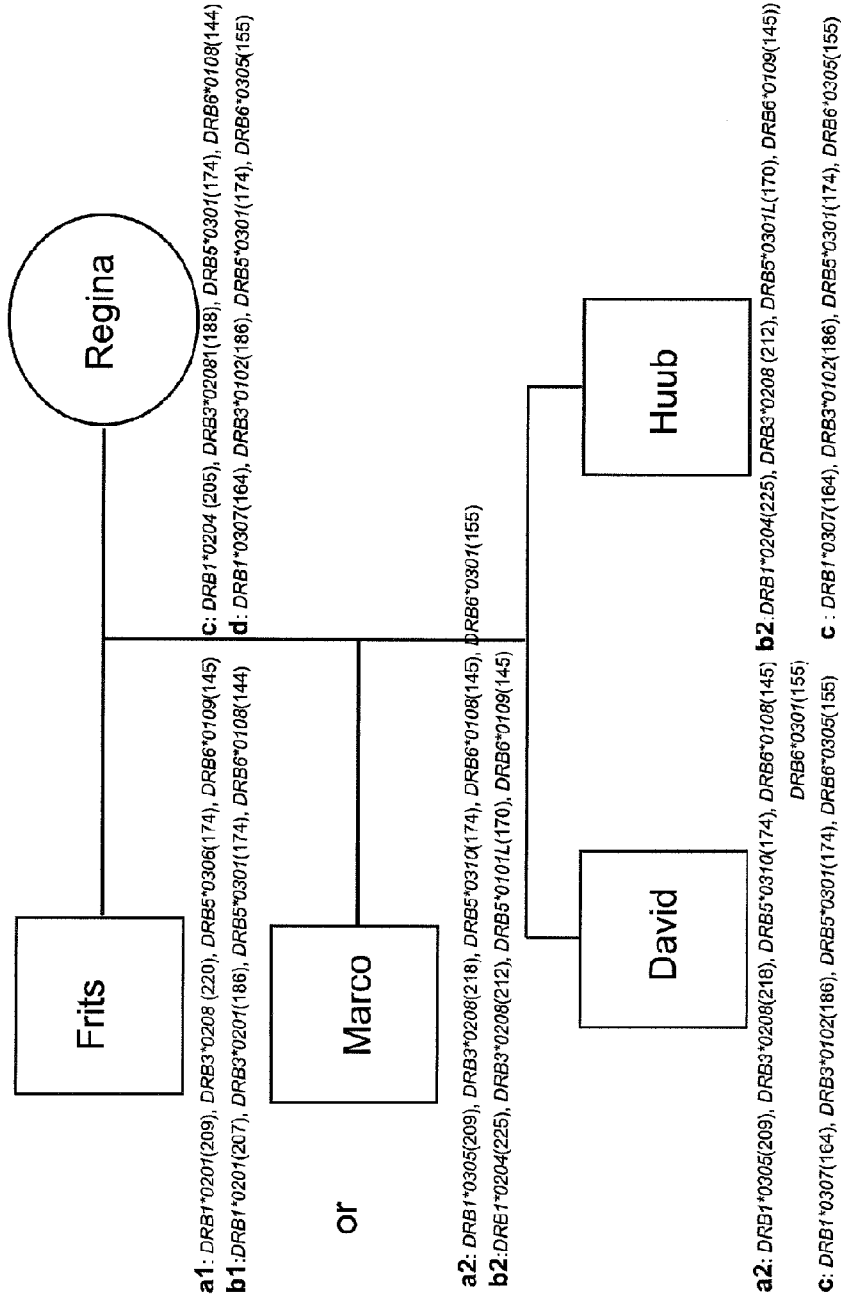 Frits
Regina
a1: DRB1*0201(209), DRB3*0208 (220), DRB5*0306(174), DRB6*0109(145)
b1:DRB1*0201(207), DRB3*0201(186), DRB5*0301(174), DRB6*0108(144)
c: DRB1*0204 (205), DRB3*02081(188), DRB5*0301(174), DRB6*0108(144)
d: DRB1*0307(164), DRB3*0102(186), DRB5*0301(174), DRB6*0305(155)
or
Marco
a2: DRB1*0305(209), DRB3*0208(218), DRB5*0310(174), DRB6*0108(145), DRB6*0301(155)
b2:DRB1*0204(225), DRB3*0208(212), DRB5*0101L(170), DRB6*0109(145)
David
Huub
a2: DRB1*0305(209), DRB3*0208(218), DRB5*0310(174), DRB6*0108(145)
DRB6*0301(155)
c: DRB1*0307(164), DRB3*0102(186), DRB5*0301(174), DRB6*0305(155)
b2:DRB1*0204(225), DRB3*0208 (212), DRB5*0301L(170), DRB6*0109(145))
c : DRB1*0307(164), DRB3*0102(186), DRB5*0301(174), DRB6*0305(155)